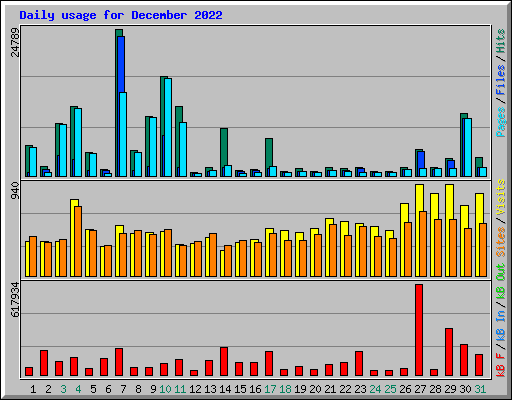 Daily usage for December 2022
24789
Pages / Files / Hits
940
Sites / Visits
617934
kB F / kB In / kB Out
1 2 3 4 5 6 7 8 9 10 11 12 13 14 15 16 17 18 19 20 21 22 23 24 25 26 27 28 29 30 31